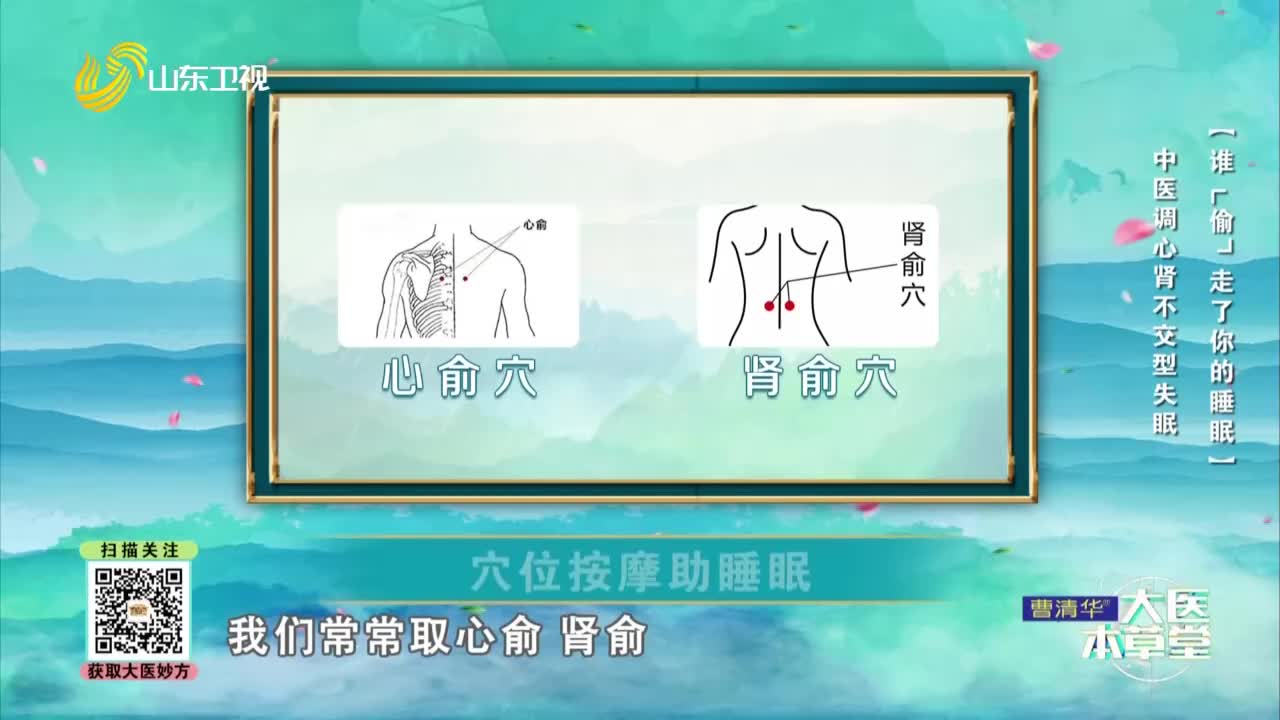 山东卫视
【谁「偷」走了你的睡眠】
中医调心肾不交型失眠
心俞
肾俞穴
心俞穴
肾俞穴
穴位按摩助睡眠
扫描关注
获取大医妙方
我们常常取心俞 肾俞
曹清华
大医
本草堂